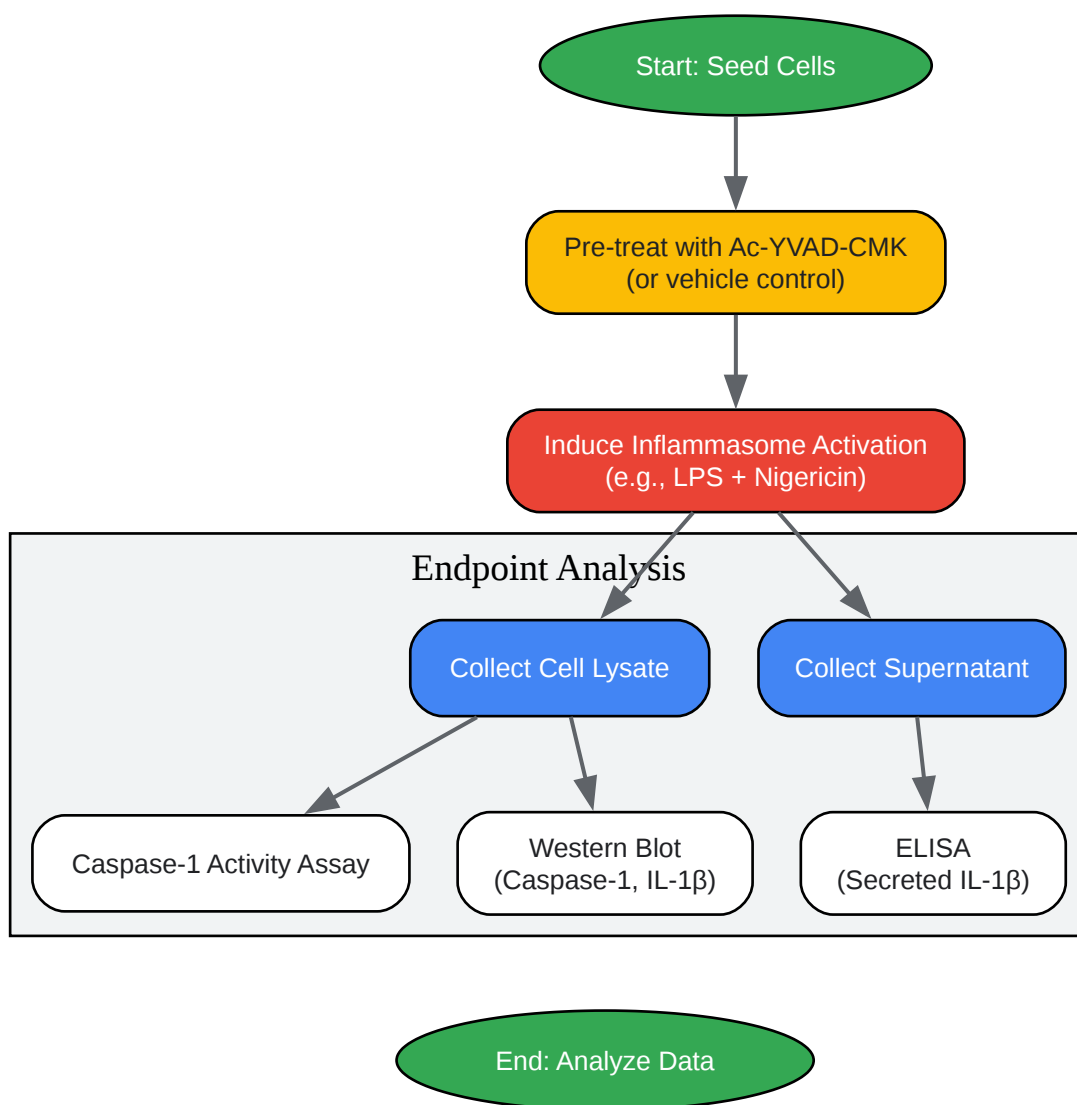 Start: Seed Cells
Pre-treat with Ac-YVAD-CMK
(or vehicle control)
Induce Inflammasome Activation
(e.g., LPS + Nigericin)
Endpoint Analysis
Collect Cell Lysate
Collect Supernatant
Caspase-1 Activity Assay
Western Blot
(Caspase-1, IL-1β)
ELISA
(Secreted IL-1β)
End: Analyze Data